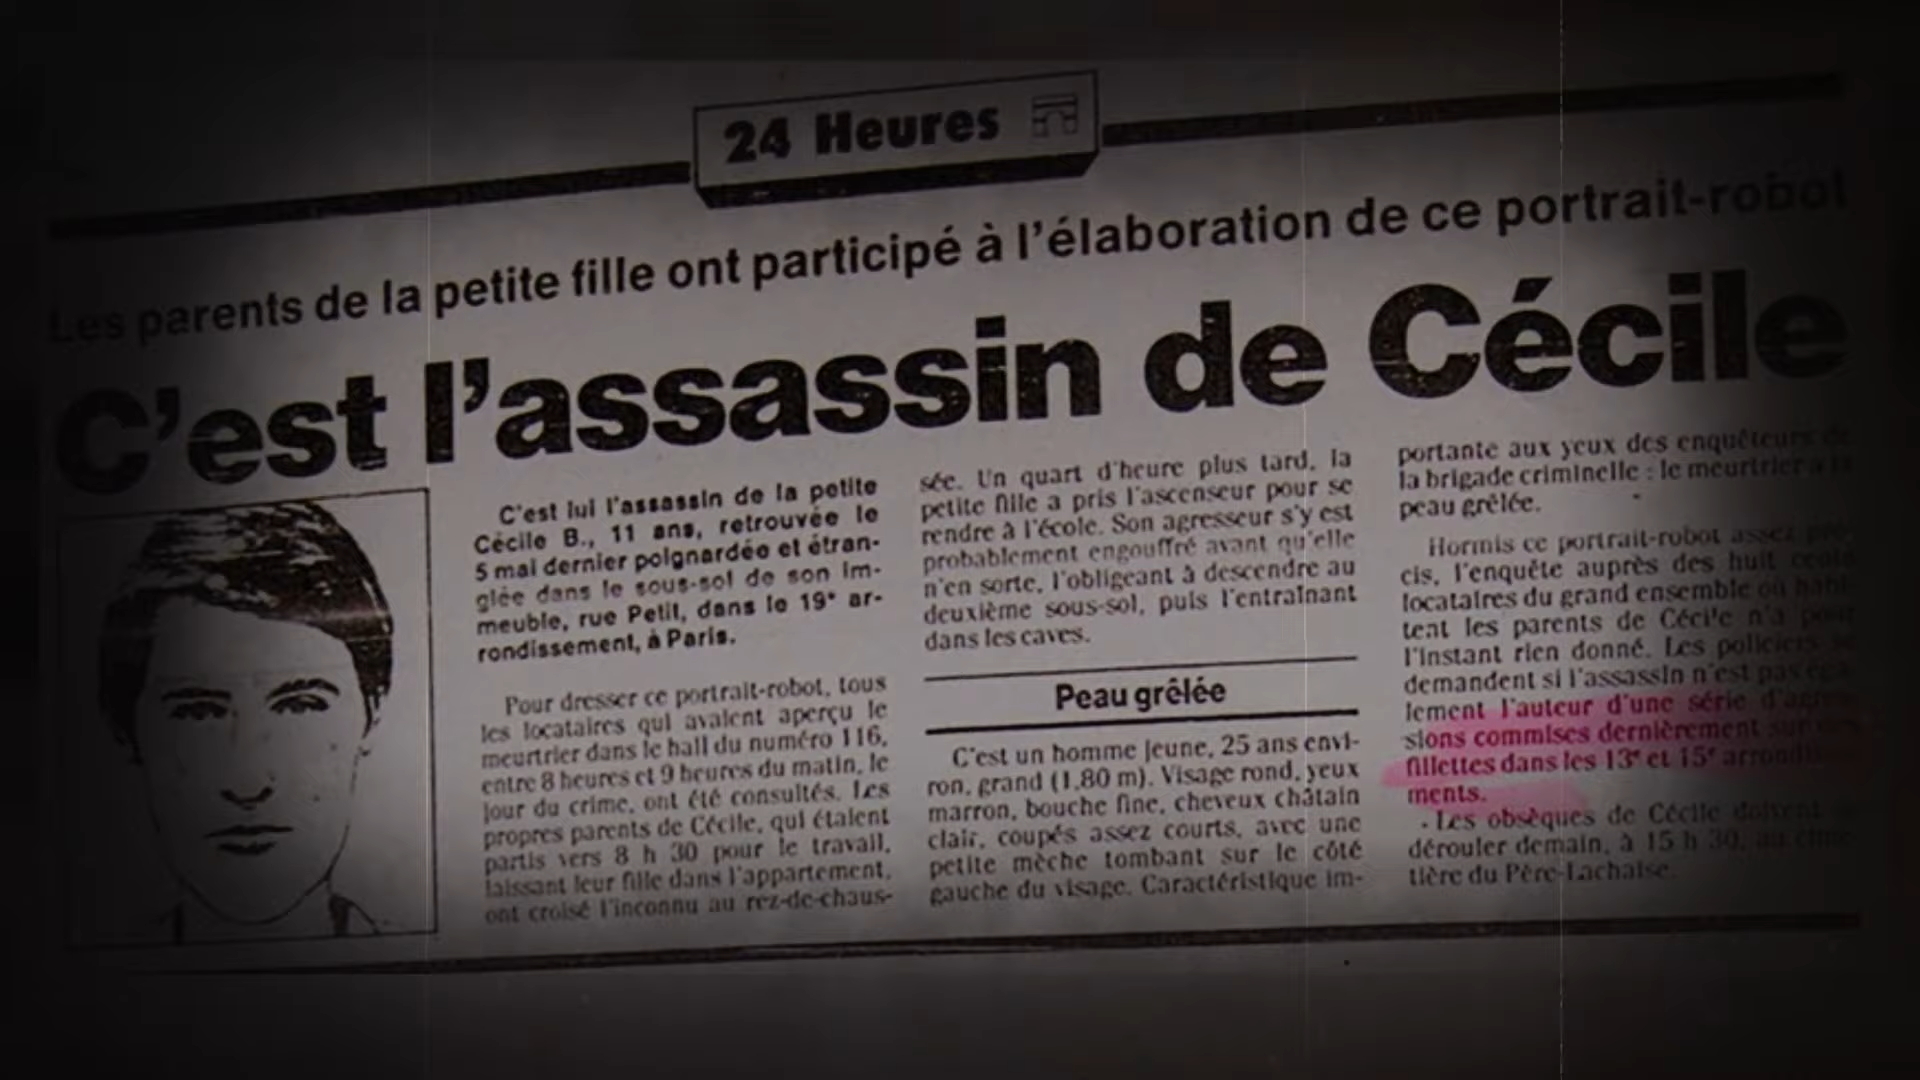 24 Heures
Les parents de la petite fille ont participé à l'élaboration de ce portrait-robot
C'est l'assassin de Cécile
C'est lui l'assassin de la petite
Cécile B., 11 ans, retrouvée le
5 mai dernier poignardée et étran-
glée dans le sous-sol de son im-
meuble, rue Petit, dans le 19e ar-
rondissement, à Paris.
Pour dresser ce portrait-robot, tous
les locataires qui avaient aperçu le
meurtrier dans le hall du numéro 116,
entre 8 heures et 9 heures du matin, le
jour du crime, ont été consultés. Les
propres parents de Cécile, qui étaient
partis vers 8 h 30 pour le travail,
laissant leur fille dans l'appartement,
ont croisé l'inconnu au rez-de-chaus-
sée. Un quart d'heure plus tard, la
petite fille a pris l'ascenseur pour se
rendre à l'école. Son agresseur s'y est
probablement engouffré avant qu'elle
n'en sorte, l'obligeant à descendre au
deuxième sous-sol, puis l'entraînant
dans les caves.
Peau grêlée
C'est un homme jeune, 25 ans envi-
ron, grand (1,80 m). Visage rond, yeux
marron, bouche fine, cheveux châtain
clair, coupés assez courts, avec une
petite mèche tombant sur le côté
gauche du visage. Caractéristique im-
portante aux yeux des enquêteurs de
la brigade criminelle : le meurtrier a la
peau grêlée.
Hormis ce portrait-robot assez
cis, l'enquête auprès des huit cents
locataires du grand ensemble où
tent les parents de Cécile n'a pour
l'instant rien donné. Les policiers se
demandent si l'assassin n'est pas
lement l'auteur d'une série
sions commises dernièrement sur
fillettes dans les 13e et 15e
ments.
Les obsèques de Cécile doivent
dérouler demain, à 15 h 30, au
tière du Père-Lachaise.